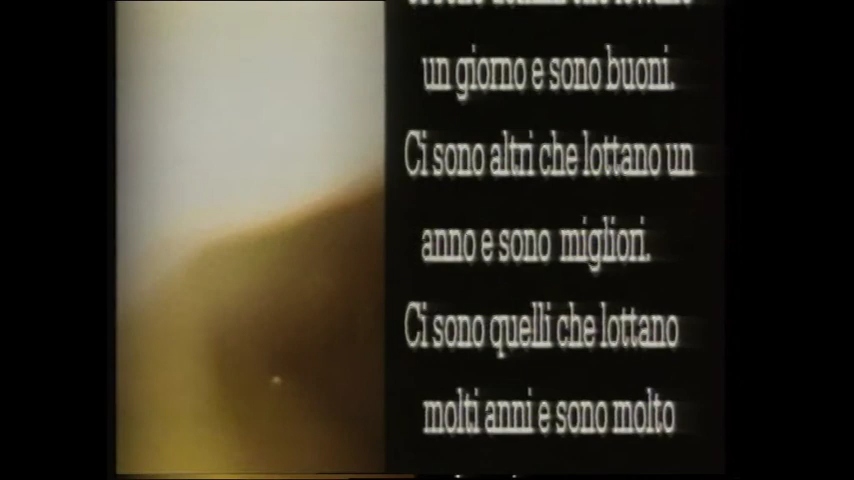 un giorno e sono buoni.
Ci sono altri che lottano un
anno e sono migliori.
Ci sono quelli che lottano
molti anni e sono molto